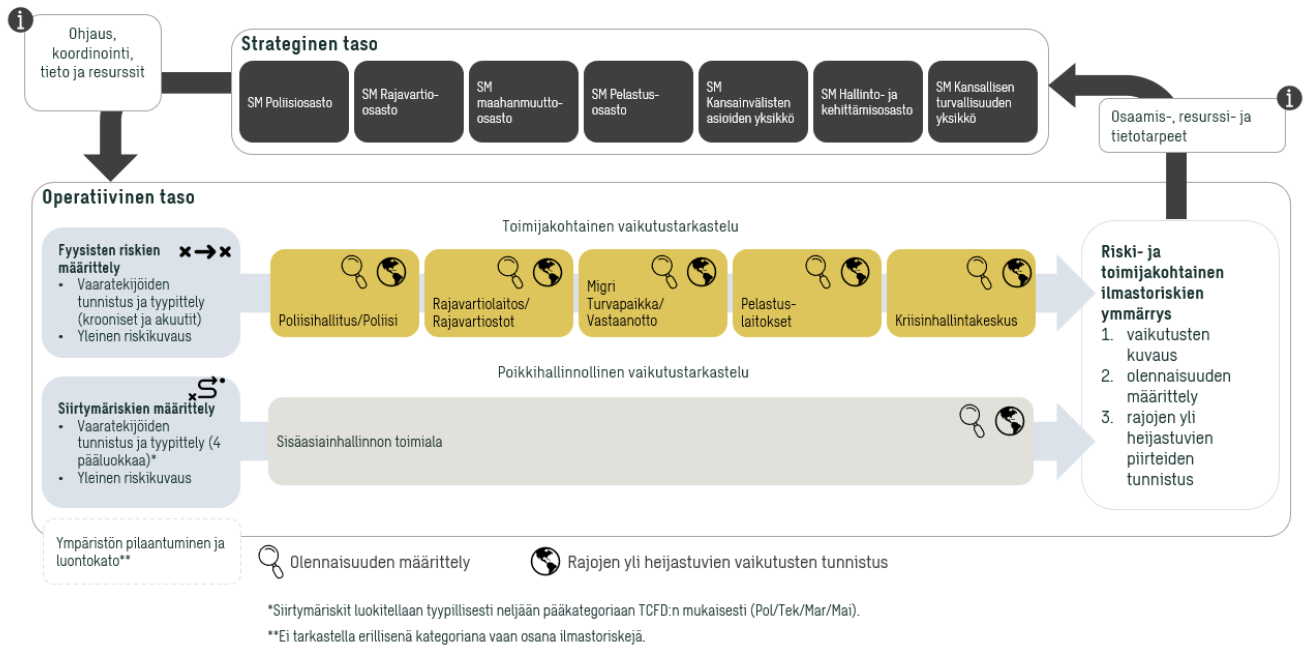 Ohjaus,
koordinointi,
tieto ja resurssit
Strateginen taso
SM Poliisiosasto
SM Rajavartio-
osasto
SM
maahanmuutto-
osasto
SM Pelastus-
osasto
SM
Kansainvälisten
asioiden yksikkö
SM Hallinto- ja
kehittämisosasto
SM Kansallisen
turvallisuuden
yksikkö
Osaamis-, resurssi- ja
tietotarpeet
Operatiivinen taso
Toimijakohtainen vaikutustarkastelu
Fyysisten riskien
määrittely
• Vaaratekijöiden
tunnistus ja tyypittely
(krooniset ja akuutit)
• Yleinen riskikuvaus
Poliisihallitus/Poliisi
Rajavartiolaitos/
Rajavartiostot
Migri
Turvapaikka/
Vastaanotto
Pelastus-
laitokset
Kriisinhallintakeskus
Riski- ja
toimijakohtainen
ilmastoriskien
ymmärrys
1. vaikutusten
kuvaus
2. olennaisuuden
määrittely
3. rajojen yli
heijastuvien
piirteiden
tunnistus
Poikkihallinnollinen vaikutustarkastelu
Siirtymäriskien määrittely
• Vaaratekijöiden
tunnistus ja tyypittely (4
pääluokkaa)*
• Yleinen riskikuvaus
Sisäasiainhallinnon toimiala
Ympäristön pilaantuminen ja
luontokato**
Olennaisuuden määrittely
Rajojen yli heijastuvien vaikutusten tunnistus
*Siirtymäriskit luokitellaan tyypillisesti neljään pääkategoriaan TCFD:n mukaisesti (Pol/Tek/Mar/Mai).
**Ei tarkastella erillisenä kategoriana vaan osana ilmastoriskejä.